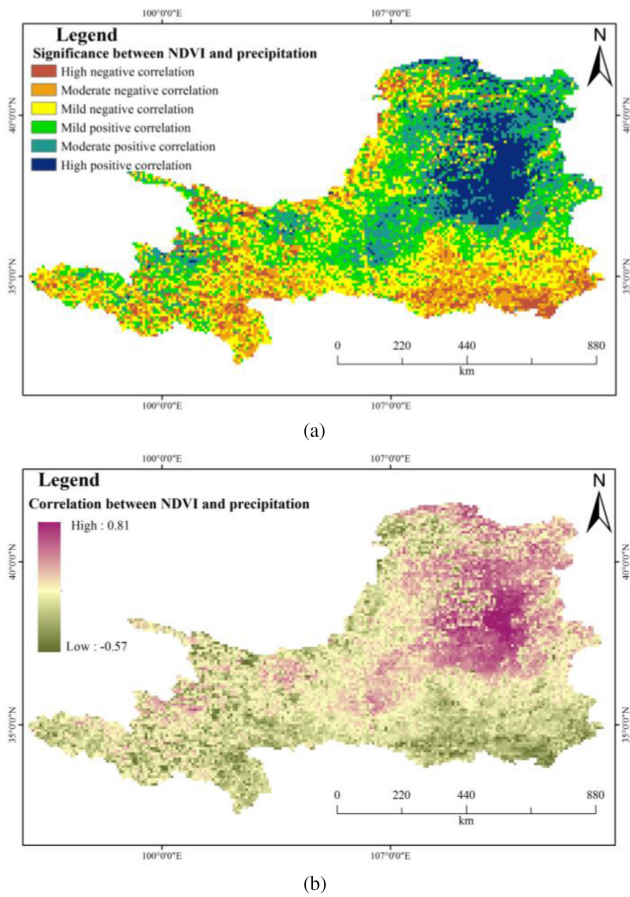 100°0'0"E 107°0'0"E
Legend
N
Significance between NDVI and precipitation
High negative correlation
Moderate negative correlation
Mild negative correlation
Mild positive correlation
Moderate positive correlation
High positive correlation
40°0'0"N 40°0'0"N
35°0'0"N 35°0'0"N
0 220 440 880
km
100°0'0"E 107°0'0"E
(a)
100°0'0"E 107°0'0"E
Legend
N
Correlation between NDVI and precipitation
High : 0.81
Low : -0.57
40°0'0"N 40°0'0"N
35°0'0"N 35°0'0"N
0 220 440 880
km
100°0'0"E 107°0'0"E
(b)